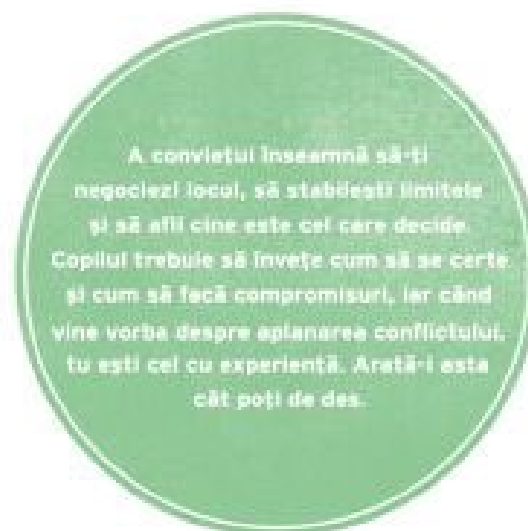 A conviețui înseamnă să-ți
negociezi locul, să stabilești limitele
și să afli cine este cel care decide.
Copilul trebuie să învețe cum să se certe
și cum să facă compromisuri, iar când
vine vorba despre aplanarea conflictului,
tu ești cel cu experiență. Arată-i asta
cât poți de des.